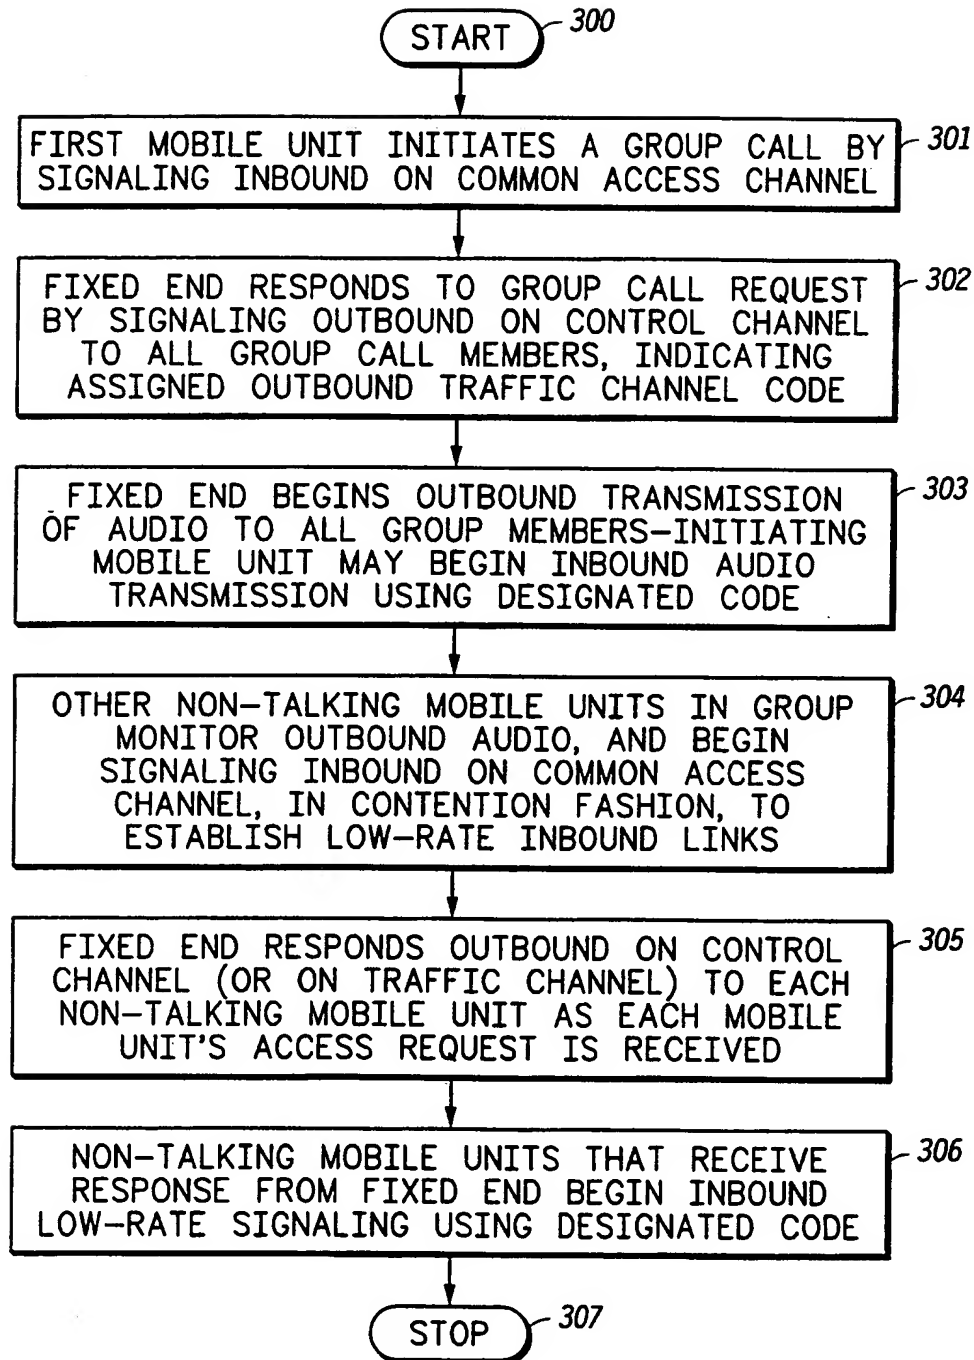 START
300
FIRST MOBILE UNIT INITIATES A GROUP CALL BY
SIGNALING INBOUND ON COMMON ACCESS CHANNEL
301
FIXED END RESPONDS TO GROUP CALL REQUEST
BY SIGNALING OUTBOUND ON CONTROL CHANNEL
TO ALL GROUP CALL MEMBERS, INDICATING
ASSIGNED OUTBOUND TRAFFIC CHANNEL CODE
302
FIXED END BEGINS OUTBOUND TRANSMISSION
OF AUDIO TO ALL GROUP MEMBERS-INITIATING
MOBILE UNIT MAY BEGIN INBOUND AUDIO
TRANSMISSION USING DESIGNATED CODE
303
OTHER NON-TALKING MOBILE UNITS IN GROUP
MONITOR OUTBOUND AUDIO, AND BEGIN
SIGNALING INBOUND ON COMMON ACCESS
CHANNEL, IN CONTENTION FASHION, TO
ESTABLISH LOW-RATE INBOUND LINKS
304
FIXED END RESPONDS OUTBOUND ON CONTROL
CHANNEL (OR ON TRAFFIC CHANNEL) TO EACH
NON-TALKING MOBILE UNIT AS EACH MOBILE
UNIT'S ACCESS REQUEST IS RECEIVED
305
NON-TALKING MOBILE UNITS THAT RECEIVE
RESPONSE FROM FIXED END BEGIN INBOUND
LOW-RATE SIGNALING USING DESIGNATED CODE
306
STOP
307